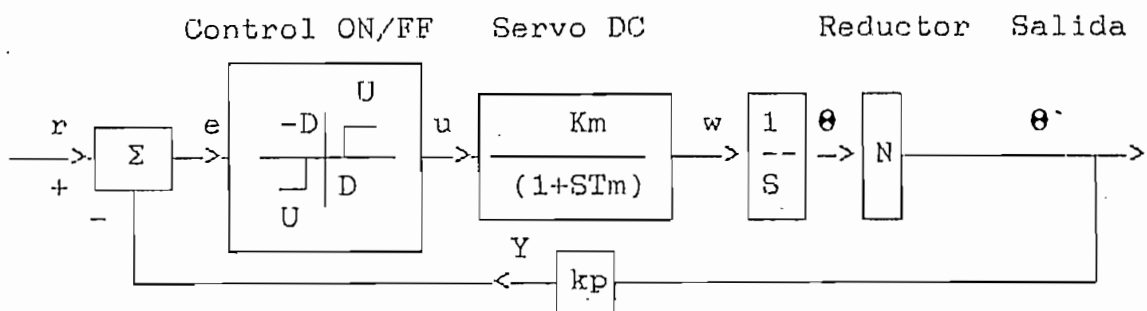 Control ON/FF Servo DC Reductor Salida
U
r e -D u Km w 1 θ θ`
Σ -- N
+ D (1+STm) S
- U
Y
kp